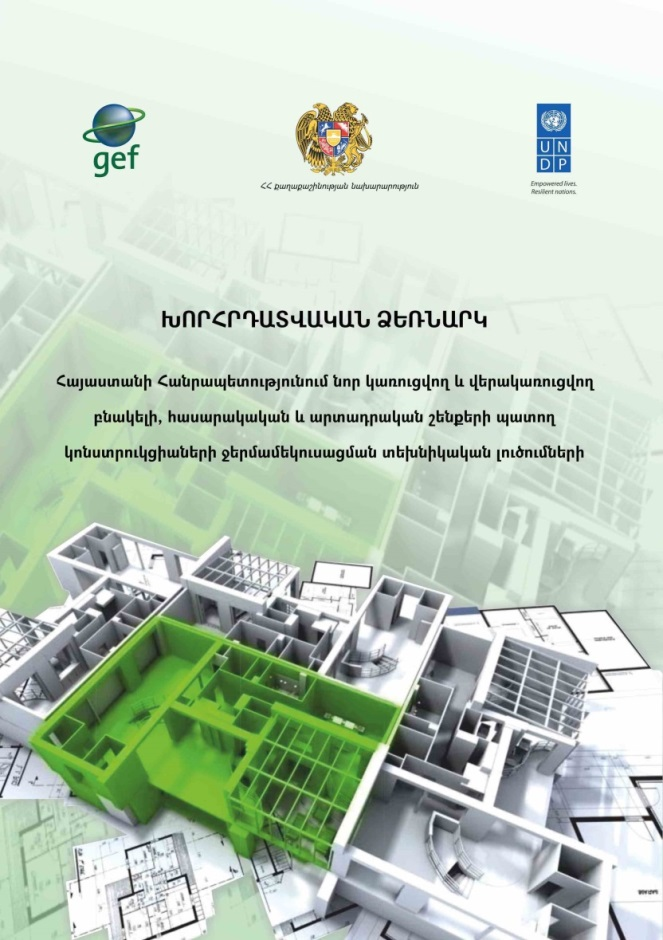 gef
ՀՀ քաղաքաշինության նախարարություն
U N
D P
Empowered lives.
Resilient nations.
ԽՈՐՀՐԴԱՏՎԱԿԱՆ ՁԵՌՆԱՐԿ
Հայաստանի Հանրապետությունում նոր կառուցվող և վերակառուցվող
բնակելի, հասարակական և արտադրական շենքերի պատող
կոնստրուկցիաների ջերմամեկուսացման տեխնիկական լուծումների